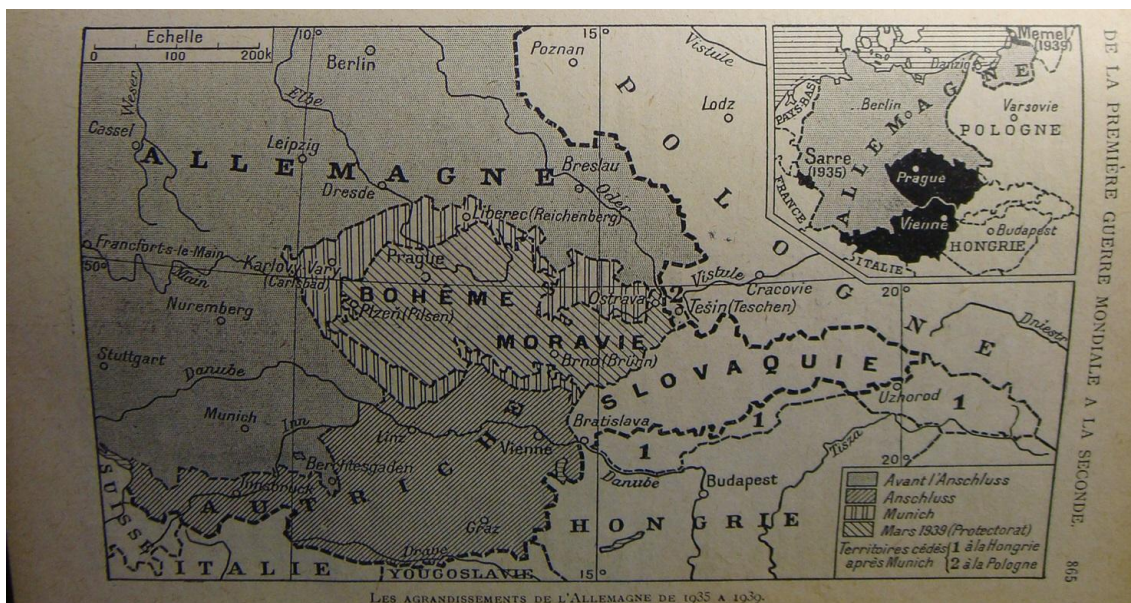 DE LA PREMIÈRE GUERRE MONDIALE A LA SECONDE.
865
Echelle
0 100 200k
10°
15°
Berlin
Poznan
Vistule
Weser
Elbe
Cassel
Leipzig
Lodz
POLOGNE
ALLEMAGNE
Breslau
Oder
Dresde
Liberec (Reichenberg)
Francfort-s-le-Main
50°
Main
Karlovy-Vary
(Carlsbad)
Prague
Vistule
Cracovie
20°
BOHÊME
Plzeň (Pilsen)
Ostrava
2
Tešin (Teschen)
Nuremberg
MORAVIE
Brno (Brünn)
Dniestr
Stuttgart
Danube
SLOVAQUIE
Uzhorod
1
Munich
Inn
Linz
Vienne
Bratislava
1
1
Tisza
20°
Berchtesgaden
Innsbruck
AUTRICHE
Danube
Budapest
SUISSE
Graz
HONGRIE
Drave
ITALIE
YOUGOSLAVIE
15°
Memel
(1939)
Danzig
PAYS-BAS
Berlin
ALLEMAGNE
Varsovie
POLOGNE
Sarre
(1935)
Prague
FRANCE
Vienne
Budapest
HONGRIE
ITALIE
Avant l'Anschluss
Anschluss
Munich
Mars 1939 (Protectorat)
Territoires cédés 1 à la Hongrie
après Munich 2 à la Pologne
LES AGRANDISSEMENTS DE L'ALLEMAGNE DE 1935 A 1939.